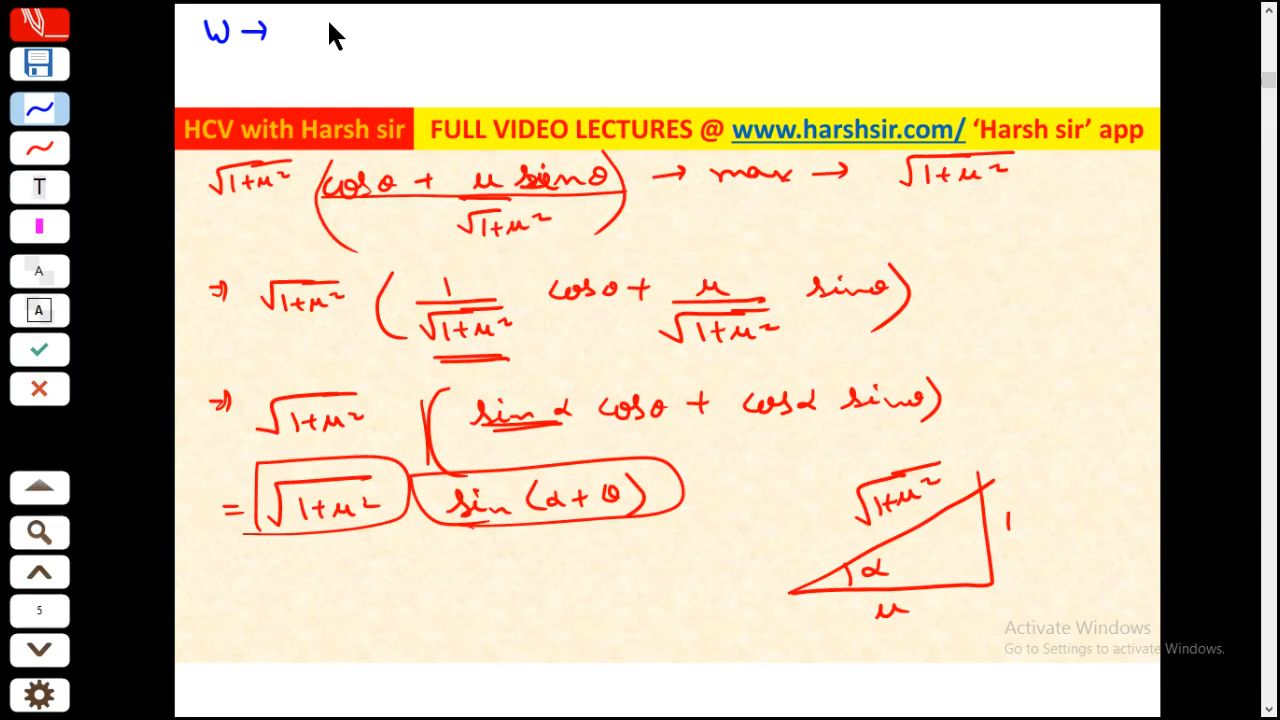 W →
HCV with Harsh sir FULL VIDEO LECTURES @ www.harshsir.com/ ‘Harsh sir’ app
√1+μ² (cosθ + μ sinθ / √1+μ²) → max → √1+μ²
⇒ √1+μ² (1/√1+μ² cosθ + μ/√1+μ² sinθ)
⇒ √1+μ² (sin α cosθ + cosα sinθ)
= √1+μ² sin (α + θ)
√1+μ²
1
α
μ
T
A
A
5
Activate Windows
Go to Settings to activate Windows.